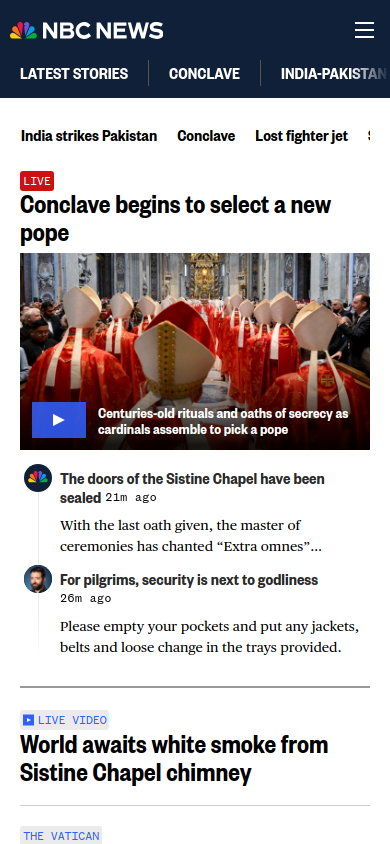 NBC NEWS
LATEST STORIES CONCLAVE INDIA-PAKISTAN
India strikes Pakistan Conclave Lost fighter jet
LIVE
Conclave begins to select a new
pope
Centuries-old rituals and oaths of secrecy as
cardinals assemble to pick a pope
The doors of the Sistine Chapel have been
sealed 21m ago
With the last oath given, the master of
ceremonies has chanted “Extra omnes”...
For pilgrims, security is next to godliness
26m ago
Please empty your pockets and put any jackets,
belts and loose change in the trays provided.
LIVE VIDEO
World awaits white smoke from
Sistine Chapel chimney
THE VATICAN